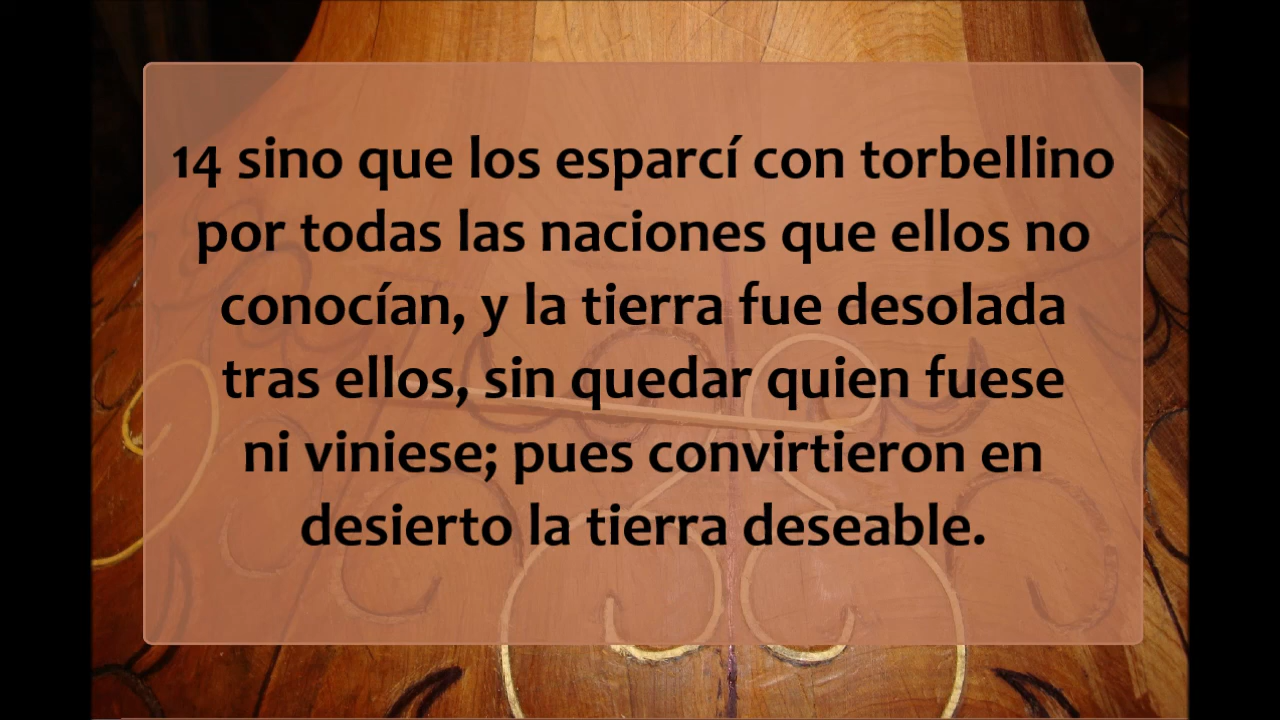 14 sino que los esparcí con torbellino
por todas las naciones que ellos no
conocían, y la tierra fue desolada
tras ellos, sin quedar quien fuese
ni viniese; pues convirtieron en
desierto la tierra deseable.